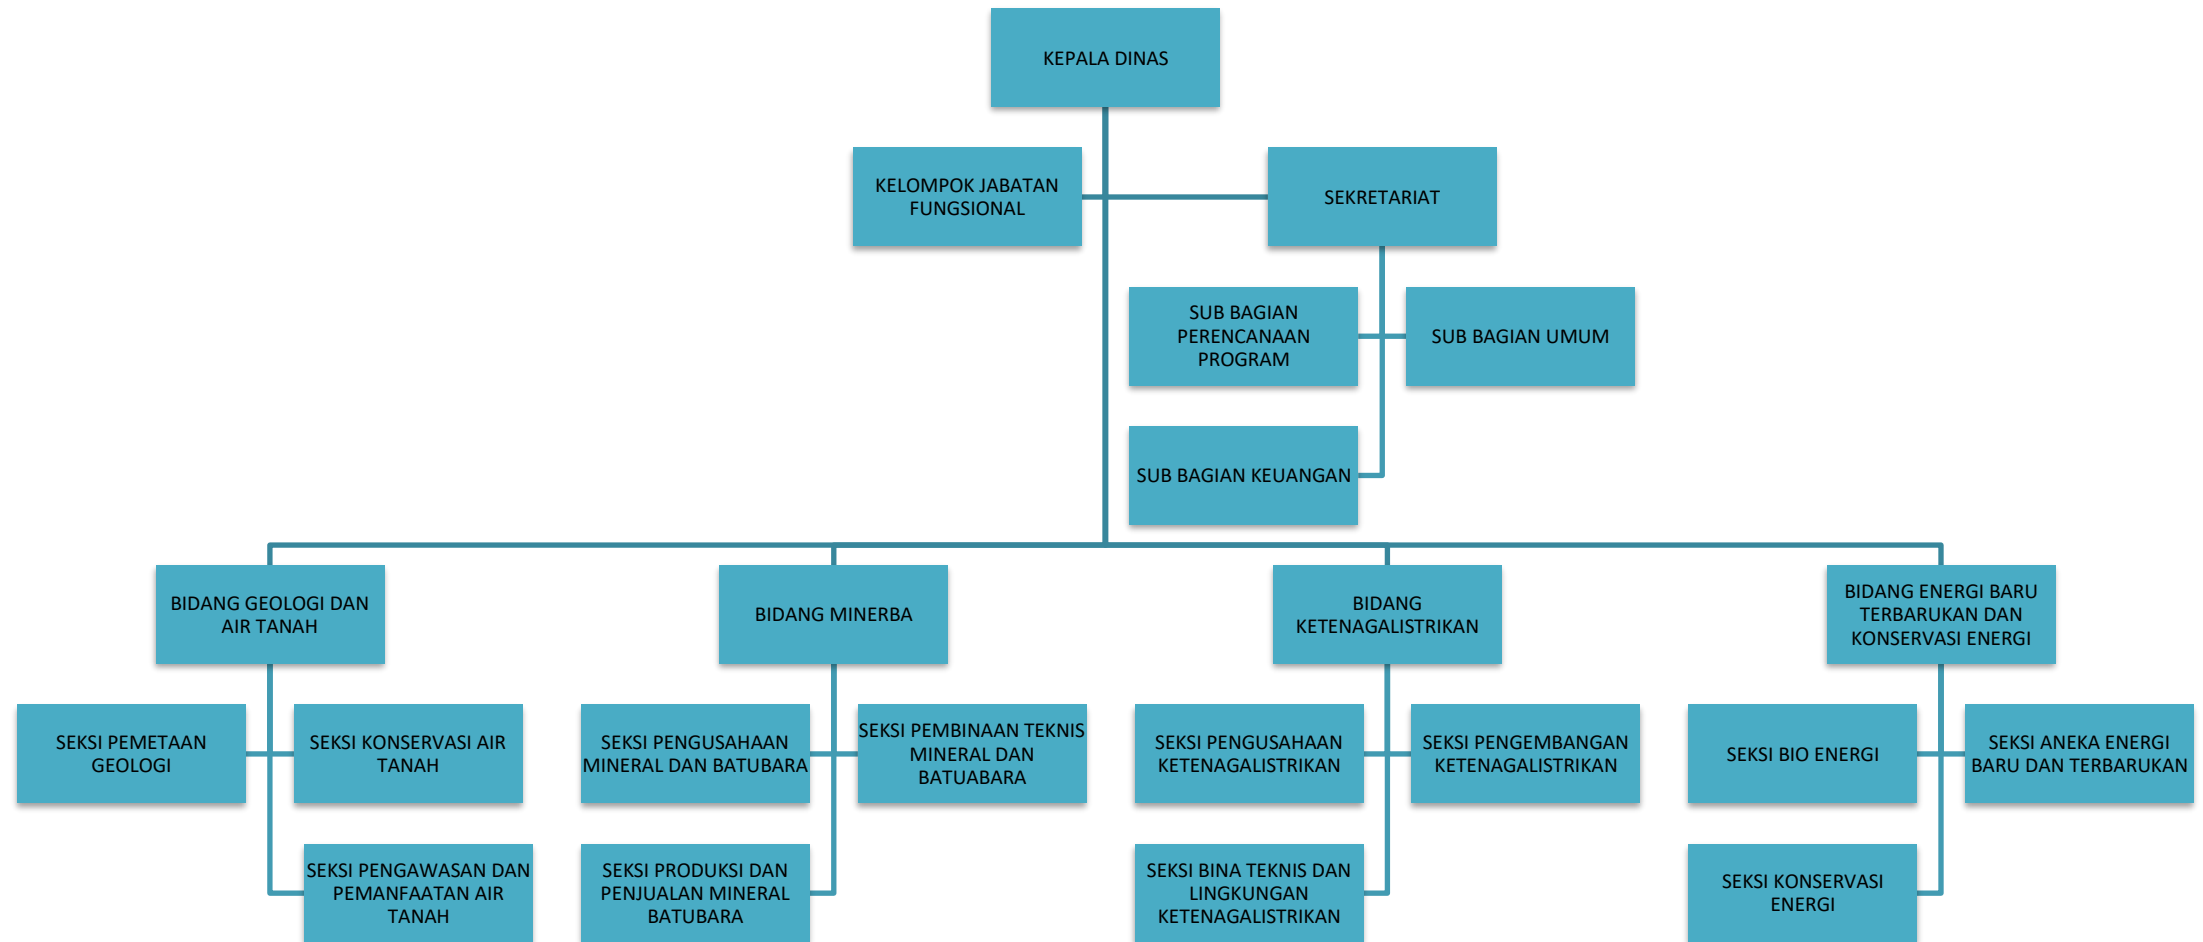 KEPALA DINAS
KELOMPOK JABATAN
FUNGSIONAL
SEKRETARIAT
SUB BAGIAN
PERENCANAAN
PROGRAM
SUB BAGIAN UMUM
SUB BAGIAN KEUANGAN
BIDANG GEOLOGI DAN
AIR TANAH
BIDANG MINERBA
BIDANG
KETENAGALISTRIKAN
BIDANG ENERGI BARU
TERBARUKAN DAN
KONSERVASI ENERGI
SEKSI PEMETAAN
GEOLOGI
SEKSI KONSERVASI AIR
TANAH
SEKSI PENGUSAHAAN
MINERAL DAN BATUBARA
SEKSI PEMBINAAN TEKNIS
MINERAL DAN
BATUABARA
SEKSI PENGUSAHAAN
KETENAGALISTRIKAN
SEKSI PENGEMBANGAN
KETENAGALISTRIKAN
SEKSI BIO ENERGI
SEKSI ANEKA ENERGI
BARU DAN TERBARUKAN
SEKSI PENGAWASAN DAN
PEMANFAATAN AIR
TANAH
SEKSI PRODUKSI DAN
PENJUALAN MINERAL
BATUBARA
SEKSI BINA TEKNIS DAN
LINGKUNGAN
KETENAGALISTRIKAN
SEKSI KONSERVASI
ENERGI